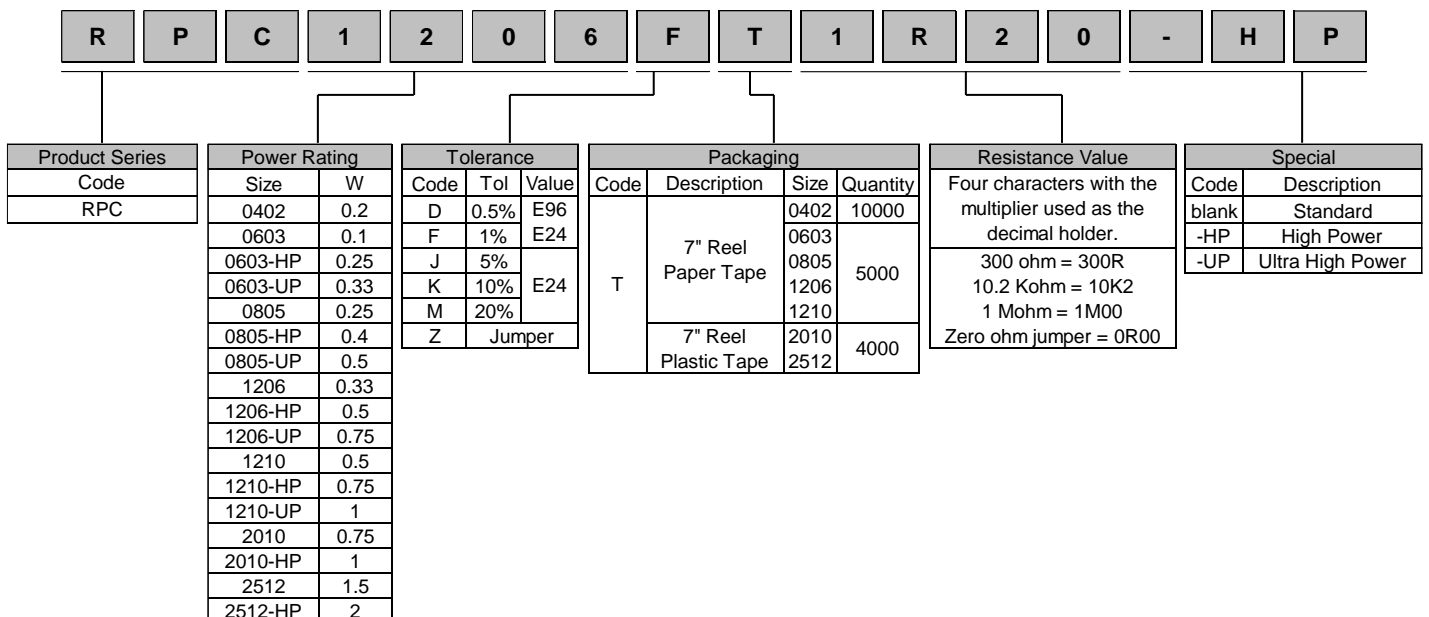 R P C 1 2 0 6 F T 1 R 2 0 - H P
Product Series
Code
RPC
Power Rating
Size W
0402 0.2
0603 0.1
0603-HP 0.25
0603-UP 0.33
0805 0.25
0805-HP 0.4
0805-UP 0.5
1206 0.33
1206-HP 0.5
1206-UP 0.75
1210 0.5
1210-HP 0.75
1210-UP 1
2010 0.75
2010-HP 1
2512 1.5
2512-HP 2
Tolerance
Code Tol Value
D 0.5% E96
F 1% E24
J 5%
K 10% E24
M 20%
Z Jumper
Packaging
Code Description Size Quantity
T
7" Reel
Paper Tape
0402 10000
0603
0805
1206
1210
5000
7" Reel
Plastic Tape
2010
2512
4000
Resistance Value
Four characters with the
multiplier used as the
decimal holder.
300 ohm = 300R
10.2 Kohm = 10K2
1 Mohm = 1M00
Zero ohm jumper = 0R00
Special
Code Description
blank Standard
-HP High Power
-UP Ultra High Power